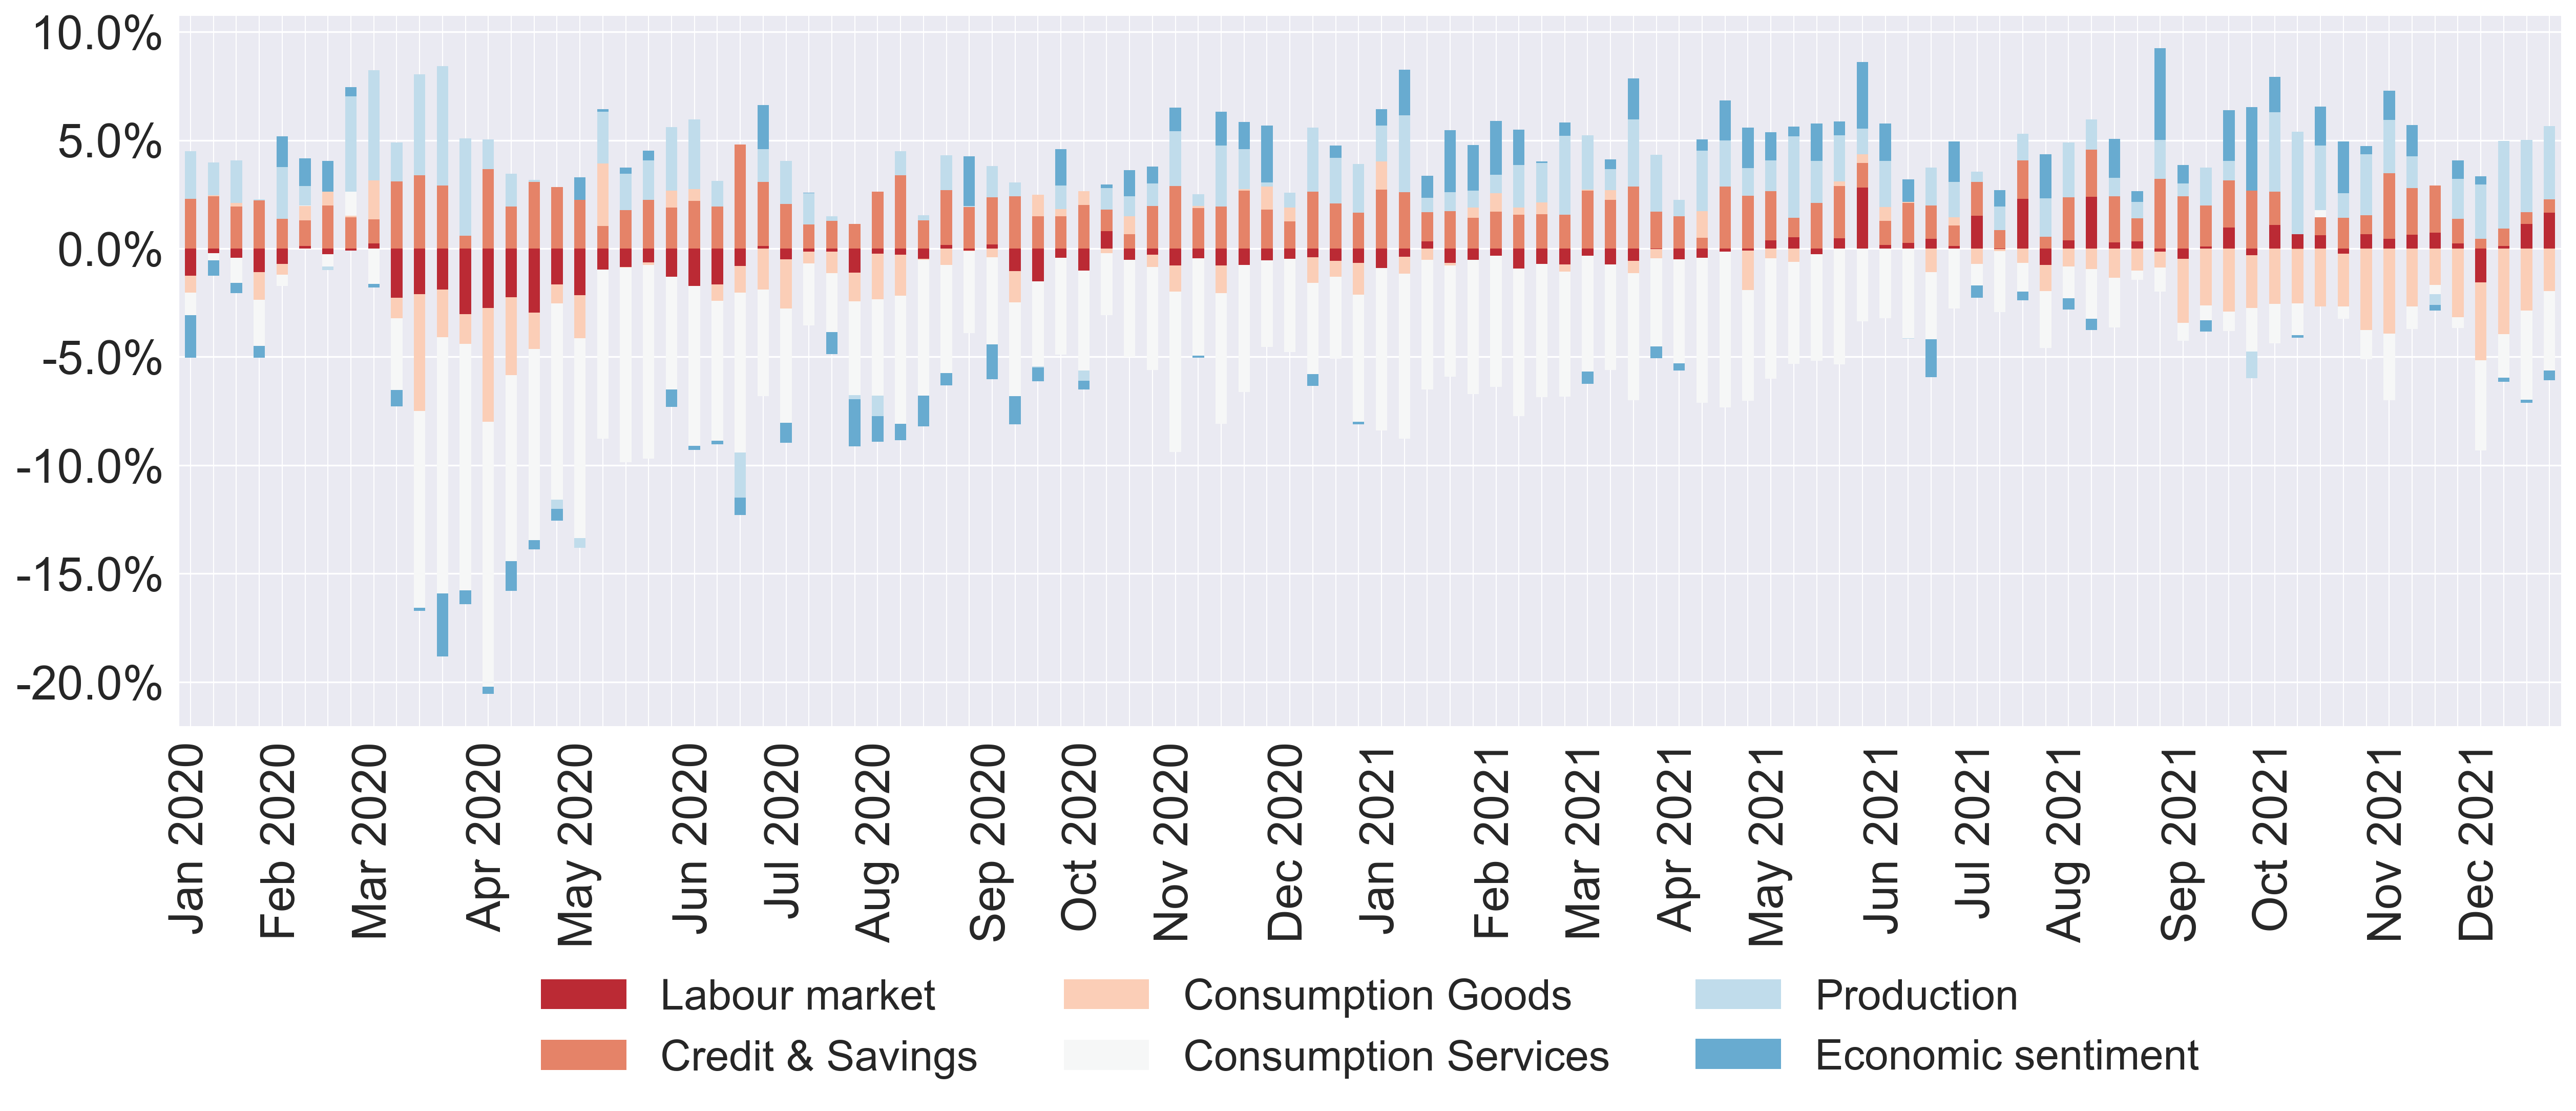 10.0%
5.0%
0.0%
-5.0%
-10.0%
-15.0%
-20.0%
Jan 2020
Feb 2020
Mar 2020
Apr 2020
May 2020
Jun 2020
Jul 2020
Aug 2020
Sep 2020
Oct 2020
Nov 2020
Dec 2020
Jan 2021
Feb 2021
Mar 2021
Apr 2021
May 2021
Jun 2021
Jul 2021
Aug 2021
Sep 2021
Oct 2021
Nov 2021
Dec 2021
Labour market
Consumption Goods
Production
Credit & Savings
Consumption Services
Economic sentiment